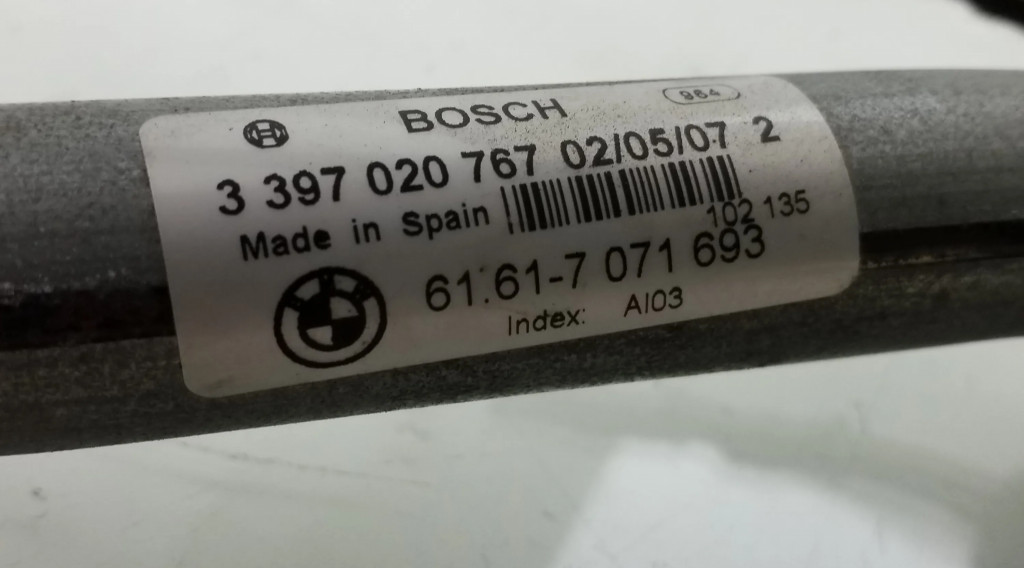 BOSCH 964
3 397 020 767 02/05/07 2
Made in Spain
102 135
61.61-7 071 693
Index: AI03